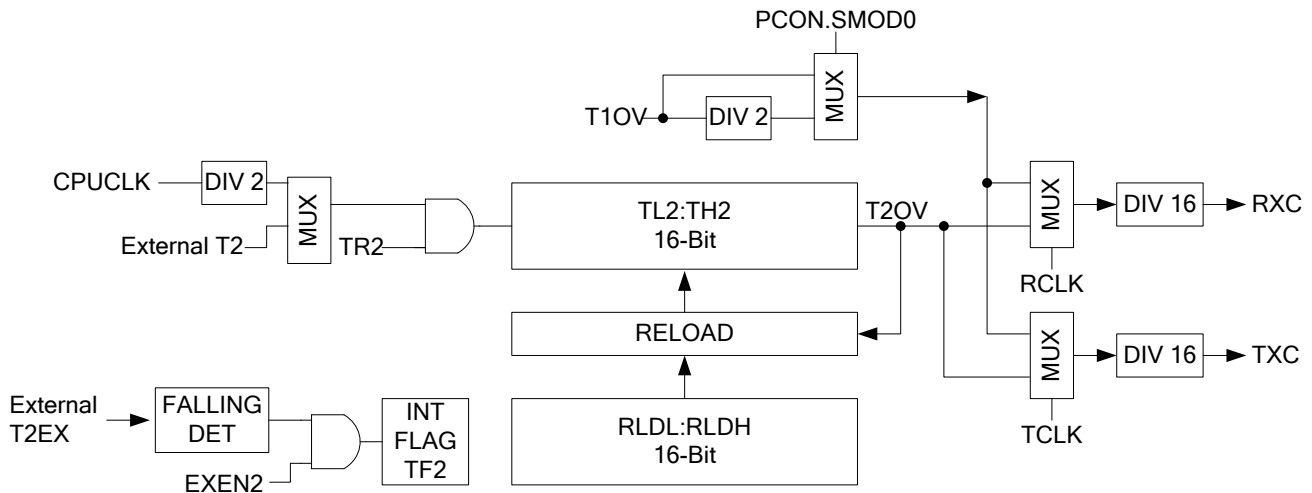 PCON.SMOD0
MUX
T1OV
DIV 2
CPUCLK
DIV 2
MUX
External T2
TR2
TL2:TH2
16-Bit
T2OV
MUX
DIV 16
RXC
RCLK
RELOAD
MUX
DIV 16
TXC
TCLK
External
T2EX
FALLING
DET
EXEN2
INT
FLAG
TF2
RLDL:RLDH
16-Bit